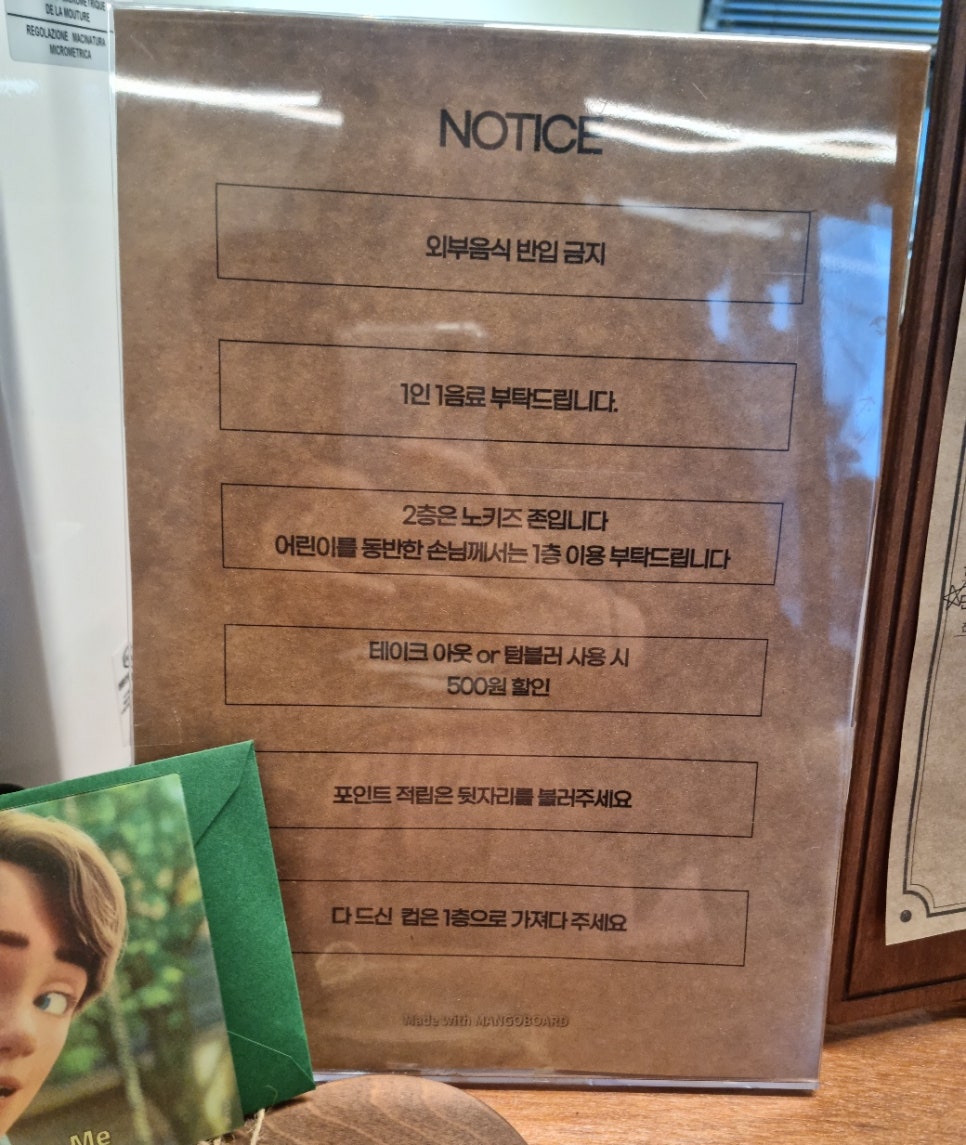 DE LA MOUTURE
REGOLAZIONE MACINATURA
MICROMETRICA
NOTICE
외부음식 반입 금지
1인 1음료 부탁드립니다.
2층은 노키즈 존입니다
어린이를 동반한 손님께서는 1층 이용 부탁드립니다
테이크 아웃 or 텀블러 사용 시
500원 할인
포인트 적립은 뒷자리를 불러주세요
다 드신 컵은 1층으로 가져다 주세요
Made with MANGOBOARD
Me